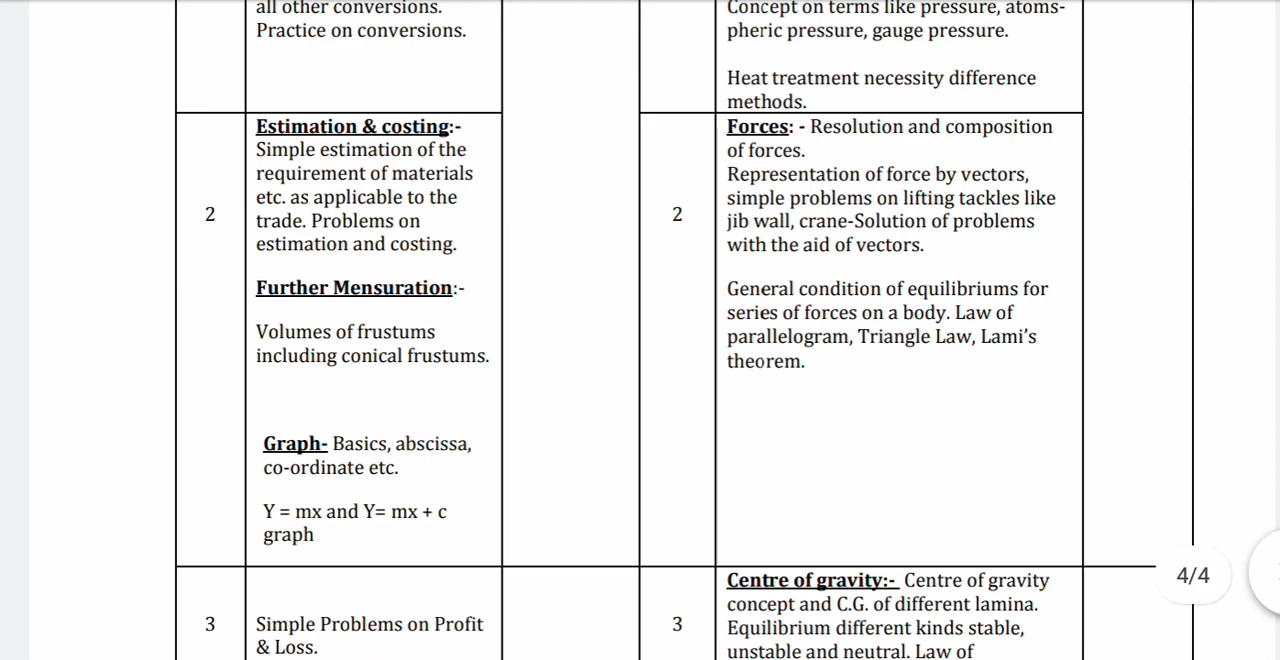 all other conversions.
Practice on conversions.
2
Estimation & costing:-
Simple estimation of the
requirement of materials
etc. as applicable to the
trade. Problems on
estimation and costing.
Further Mensuration:-
Volumes of frustums
including conical frustums.
Graph- Basics, abscissa,
co-ordinate etc.
Y = mx and Y= mx + c
graph
3
Simple Problems on Profit
& Loss.
Concept on terms like pressure, atoms-
pheric pressure, gauge pressure.
Heat treatment necessity difference
methods.
2
Forces: - Resolution and composition
of forces.
Representation of force by vectors,
simple problems on lifting tackles like
jib wall, crane-Solution of problems
with the aid of vectors.
General condition of equilibriums for
series of forces on a body. Law of
parallelogram, Triangle Law, Lami's
theorem.
3
Centre of gravity:- Centre of gravity
concept and C.G. of different lamina.
Equilibrium different kinds stable,
unstable and neutral. Law of
4/4